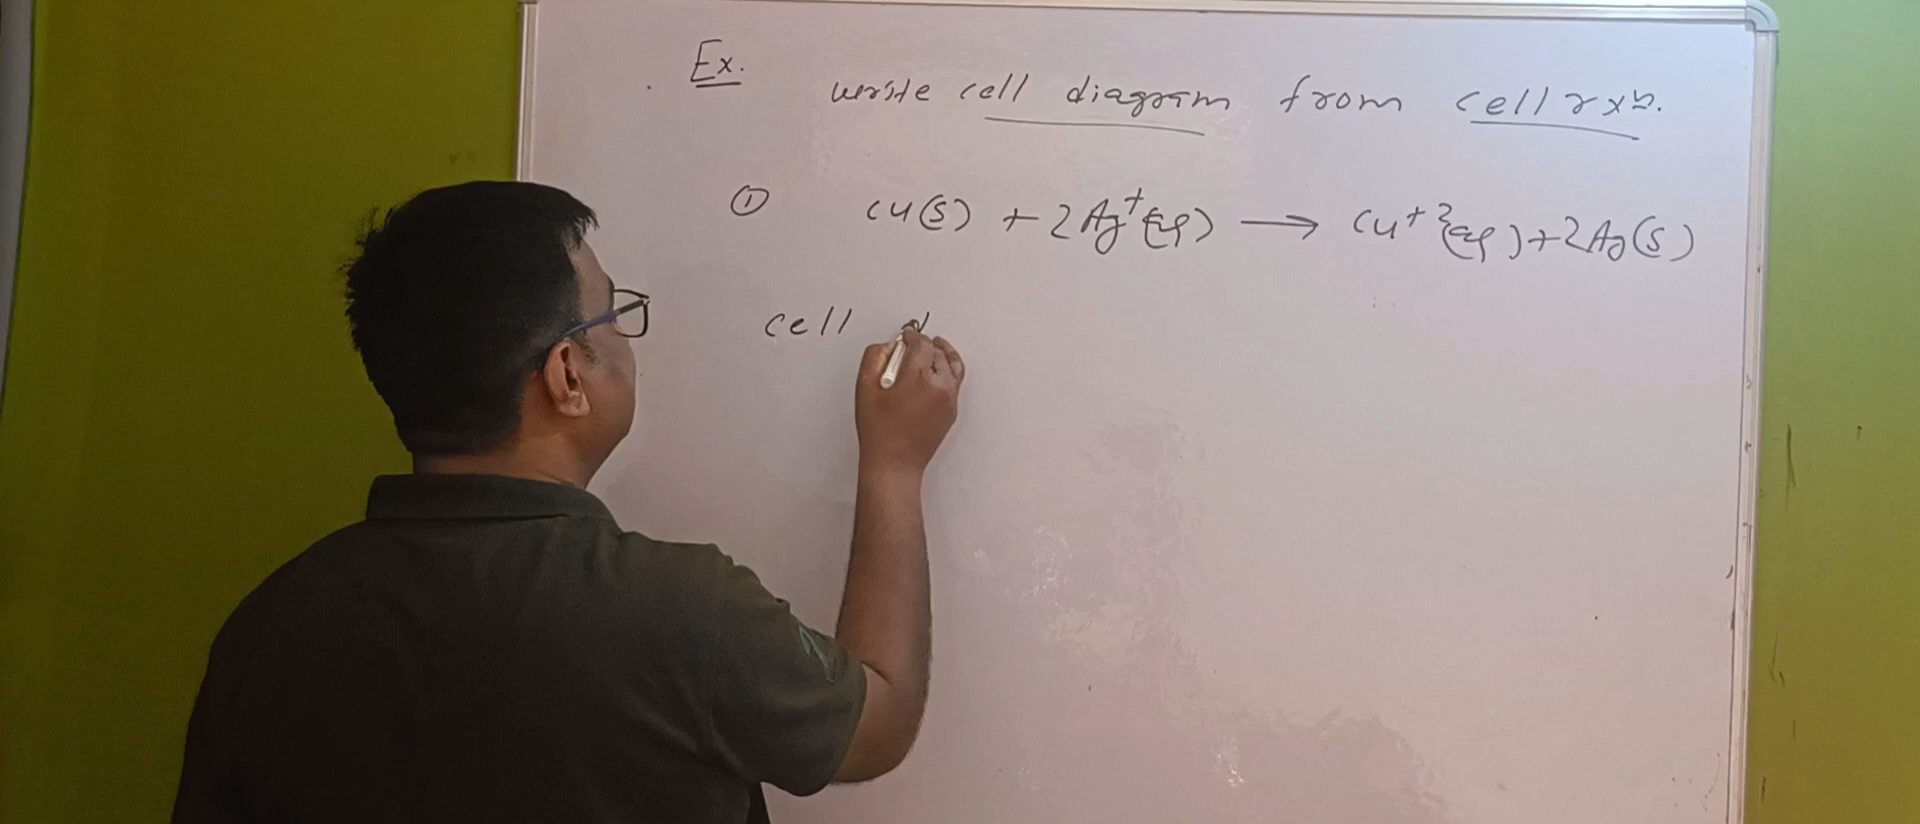 Ex.
write cell diagram from cell rxn.
① Cu(s) + 2Ag⁺(aq) → Cu⁺²(aq) + 2Ag(s)
cell d